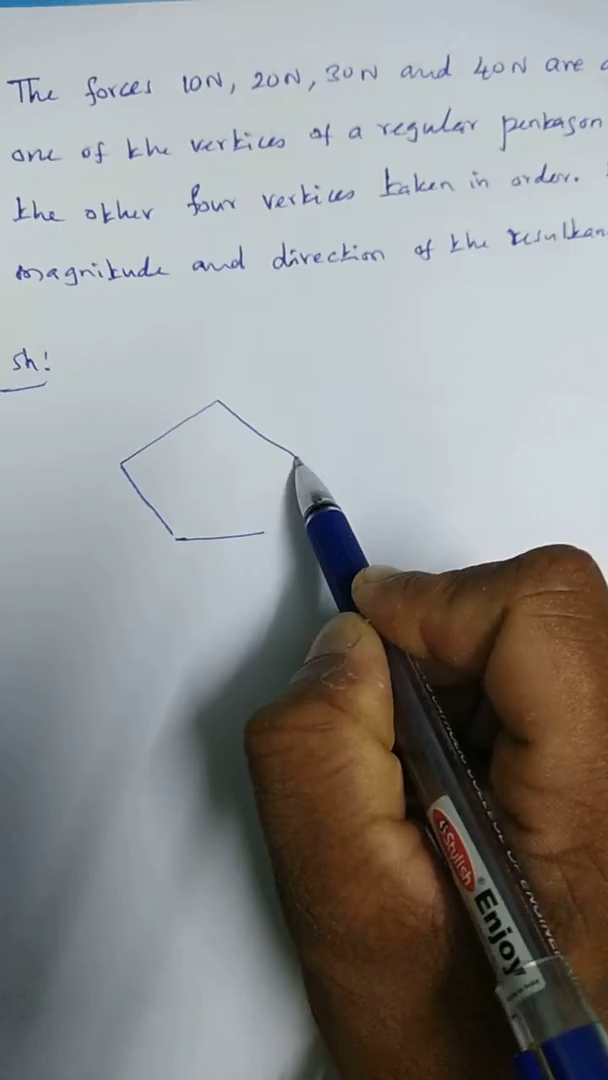 The forces 10N, 20N, 30N and 40N are
one of the vertices of a regular pentagon
the other four vertices taken in order.
magnitude and direction of the resultan
Sh!
Stylish
Enjoy